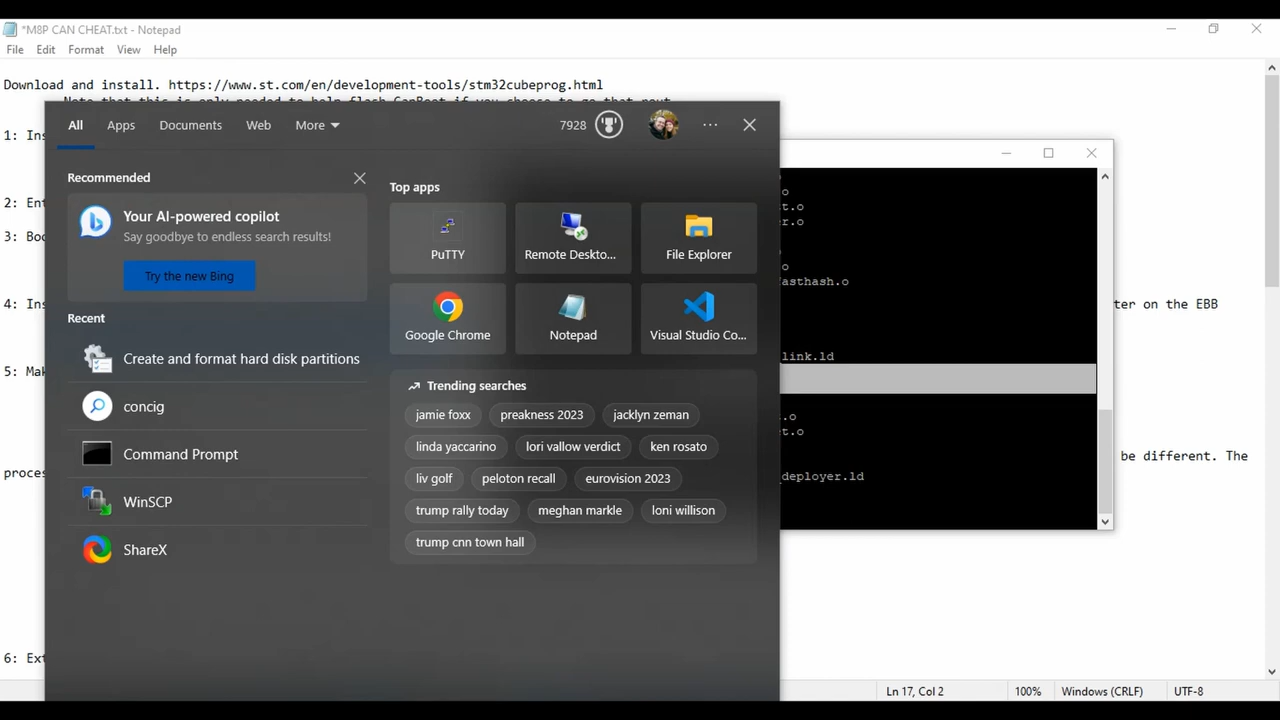 *M8P CAN CHEAT.txt - Notepad
File Edit Format View Help
Download and install. https://www.st.com/en/development-tools/stm32cubeprog.html
1: Ins
2: Ent
3: Boo
4: Ins
ter on the EBB
5: Mak
be different. The
proces
6: Ext
All Apps Documents Web More
7928
Recommended
Your AI-powered copilot
Say goodbye to endless search results!
Try the new Bing
Recent
Create and format hard disk partitions
concig
Command Prompt
WinSCP
ShareX
Top apps
PuTTY
Remote Deskto...
File Explorer
Google Chrome
Notepad
Visual Studio Co...
Trending searches
jamie foxx
preakness 2023
jacklyn zeman
linda yaccarino
lori vallow verdict
ken rosato
liv golf
peloton recall
eurovision 2023
trump rally today
meghan markle
loni willison
trump cnn town hall
o
t.o
r.o
o
fasthash.o
link.ld
.o
t.o
deployer.ld
Ln 17, Col 2
100%
Windows (CRLF)
UTF-8